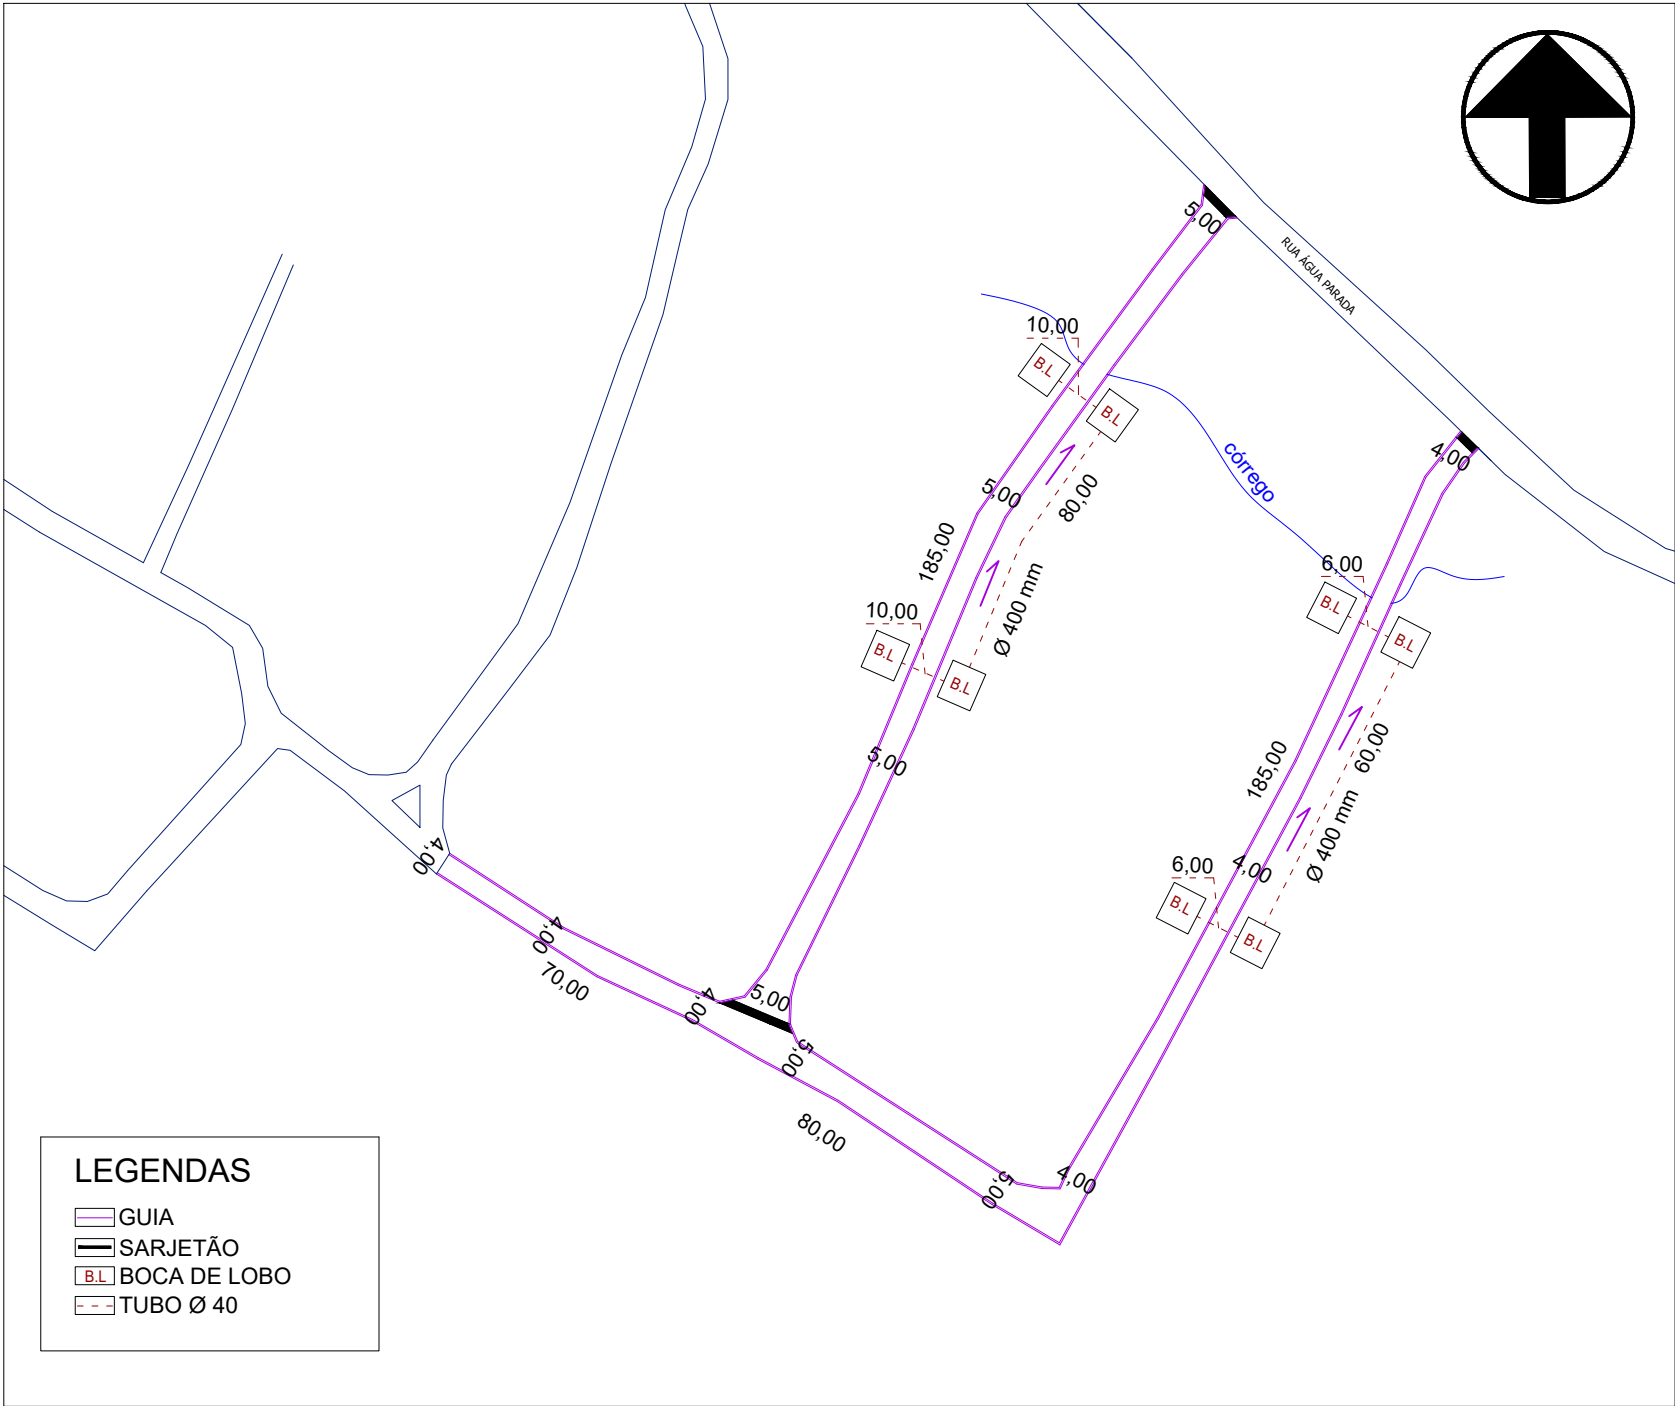 5,00
RUA ÁGUA PARADA
10,00
B.L
B.L
córrego
4,00
5,00
80,00
185,00
Ø 400 mm
6,00
B.L
B.L
10,00
B.L
B.L
5,00
185,00
60,00
Ø 400 mm
4,00
6,00
B.L
B.L
4,00
4,00
70,00
4,00
5,00
5,00
80,00
5,00
4,00
LEGENDAS
GUIA
SARJETÃO
B.L BOCA DE LOBO
TUBO Ø 40